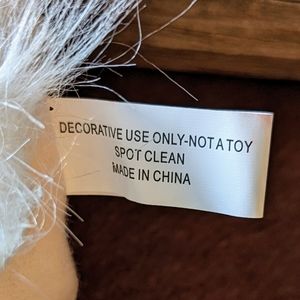 DECORATIVE USE ONLY-NOT A TOY
SPOT CLEAN
MADE IN CHINA